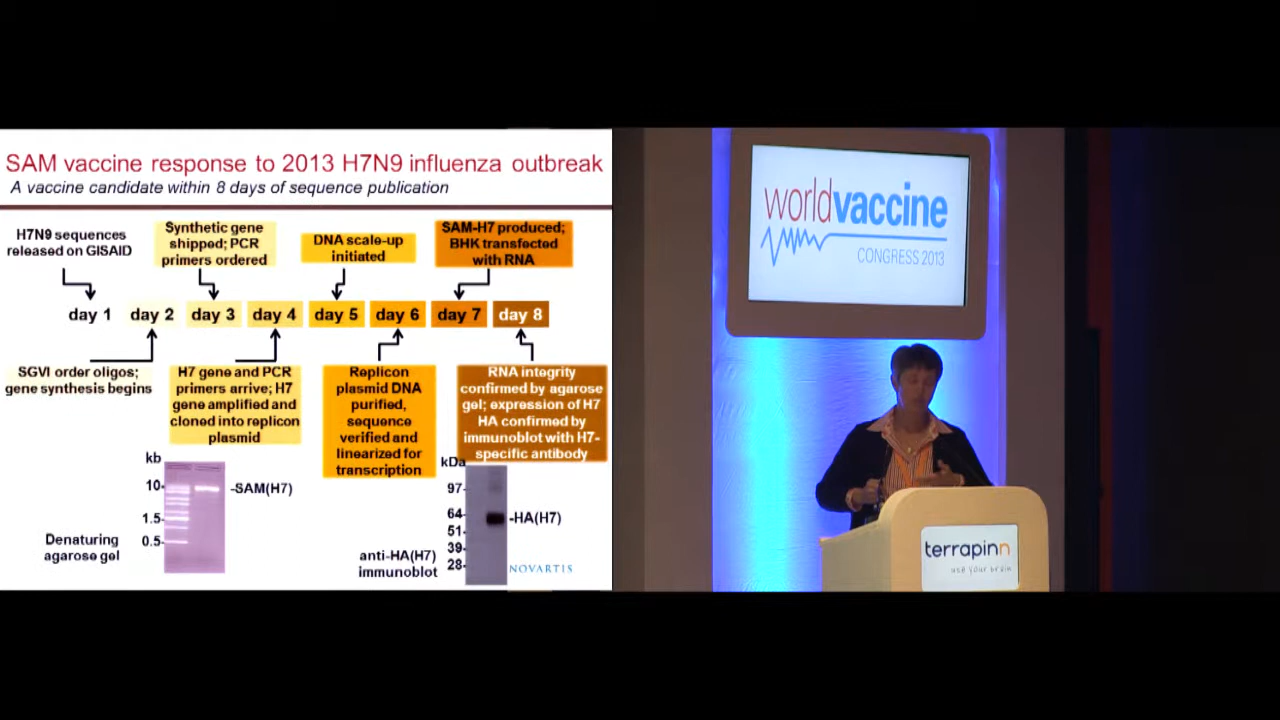 SAM vaccine response to 2013 H7N9 influenza outbreak
A vaccine candidate within 8 days of sequence publication
H7N9 sequences
released on GISAID
Synthetic gene
shipped; PCR
primers ordered
DNA scale-up
initiated
SAM-H7 produced;
BHK transfected
with RNA
day 1
day 2
day 3
day 4
day 5
day 6
day 7
day 8
SGVI order oligos;
gene synthesis begins
H7 gene and PCR
primers arrive; H7
gene amplified and
cloned into replicon
plasmid
Replicon
plasmid DNA
purified,
sequence
verified and
linearized for
transcription
RNA integrity
confirmed by agarose
gel; expression of H7
HA confirmed by
immunoblot with H7-
specific antibody
kb
10-
1.5-
0.5-
-SAM(H7)
Denaturing
agarose gel
kDa
97-
64-
51-
39-
28-
-HA(H7)
anti-HA(H7)
immunoblot
NOVARTIS
worldvaccine
CONGRESS 2013
terrapinn
use your brain